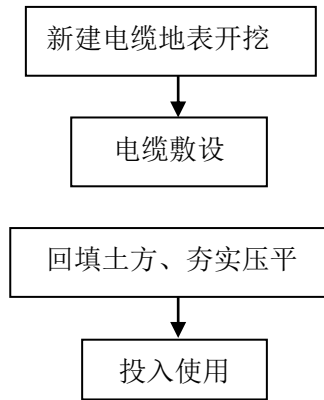 新建电缆地表开挖
电缆敷设
回填土方、夯实压平
投入使用